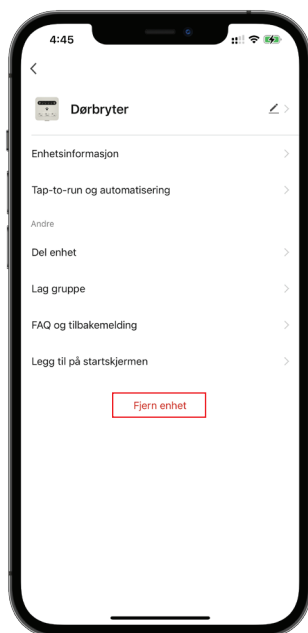 4:45
Dørbryter
Enhetsinformasjon
Tap-to-run og automatisering
Andre
Del enhet
Lag gruppe
FAQ og tilbakemelding
Legg til på startskjermen
Fjern enhet